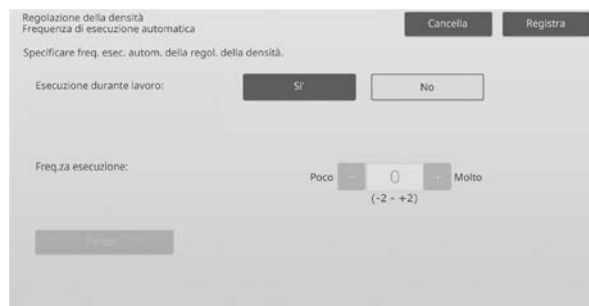 Regolazione della densità
Frequenza di esecuzione automatica
Cancella
Registra
Specificare freq. esec. autom. della regol. della densità.
Esecuzione durante lavoro:
Si'
No
Freq.za esecuzione:
Poco
−
0
+
Molto
(-2 - +2)